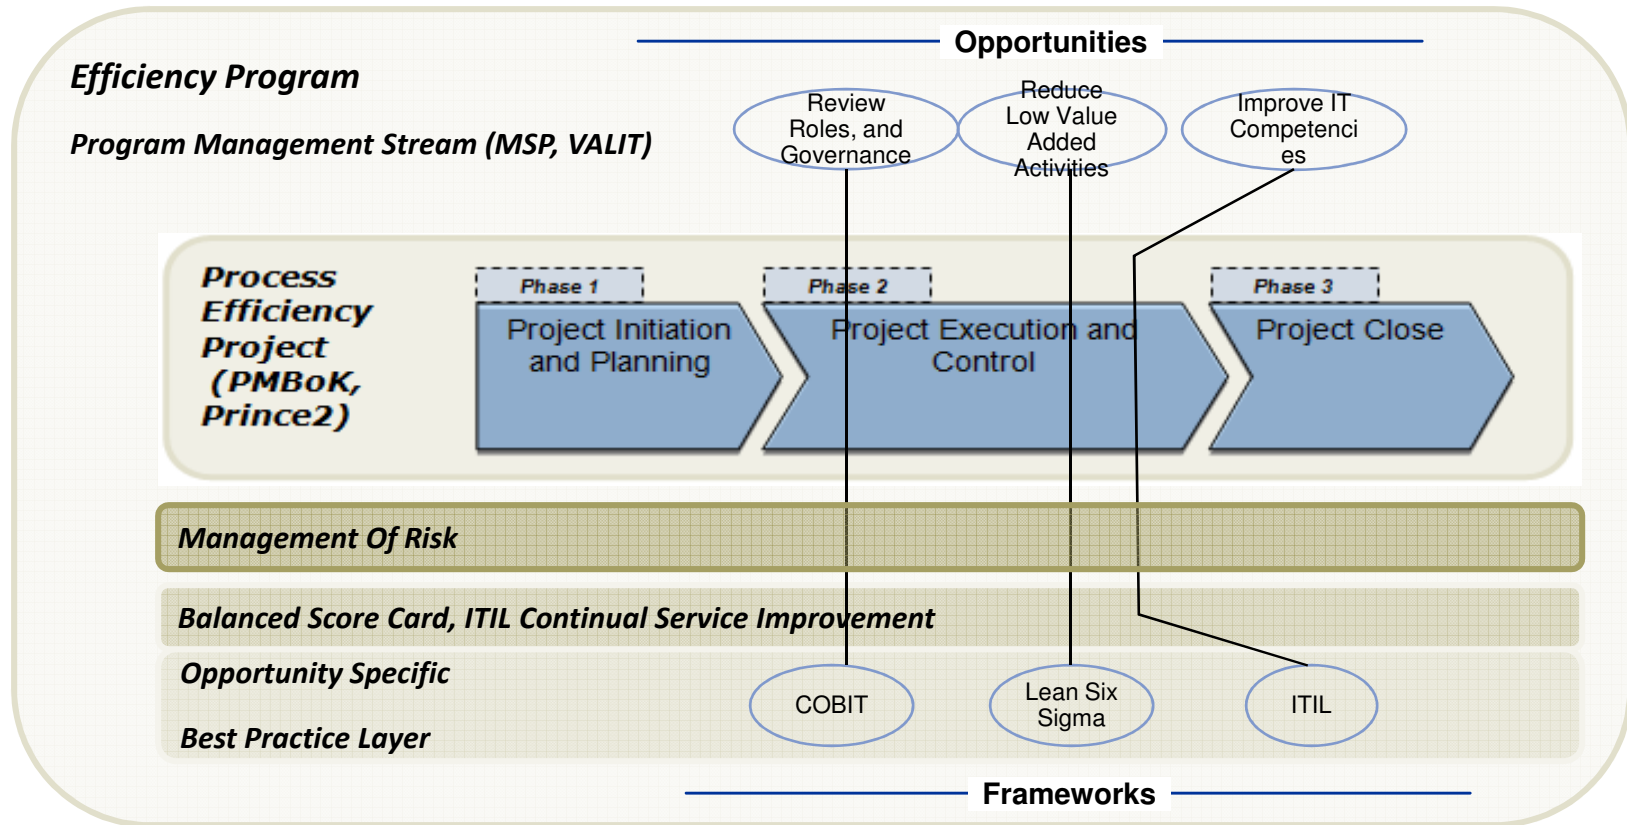 Opportunities
Efficiency Program
Program Management Stream (MSP, VALIT)
Review
Roles, and
Governance
Reduce
Low Value
Added
Activities
Improve IT
Competenci
es
Process
Efficiency
Project
(PMBoK,
Prince2)
Phase 1
Project Initiation
and Planning
Phase 2
Project Execution and
Control
Phase 3
Project Close
Management Of Risk
Balanced Score Card, ITIL Continual Service Improvement
Opportunity Specific
Best Practice Layer
COBIT
Lean Six
Sigma
ITIL
Frameworks